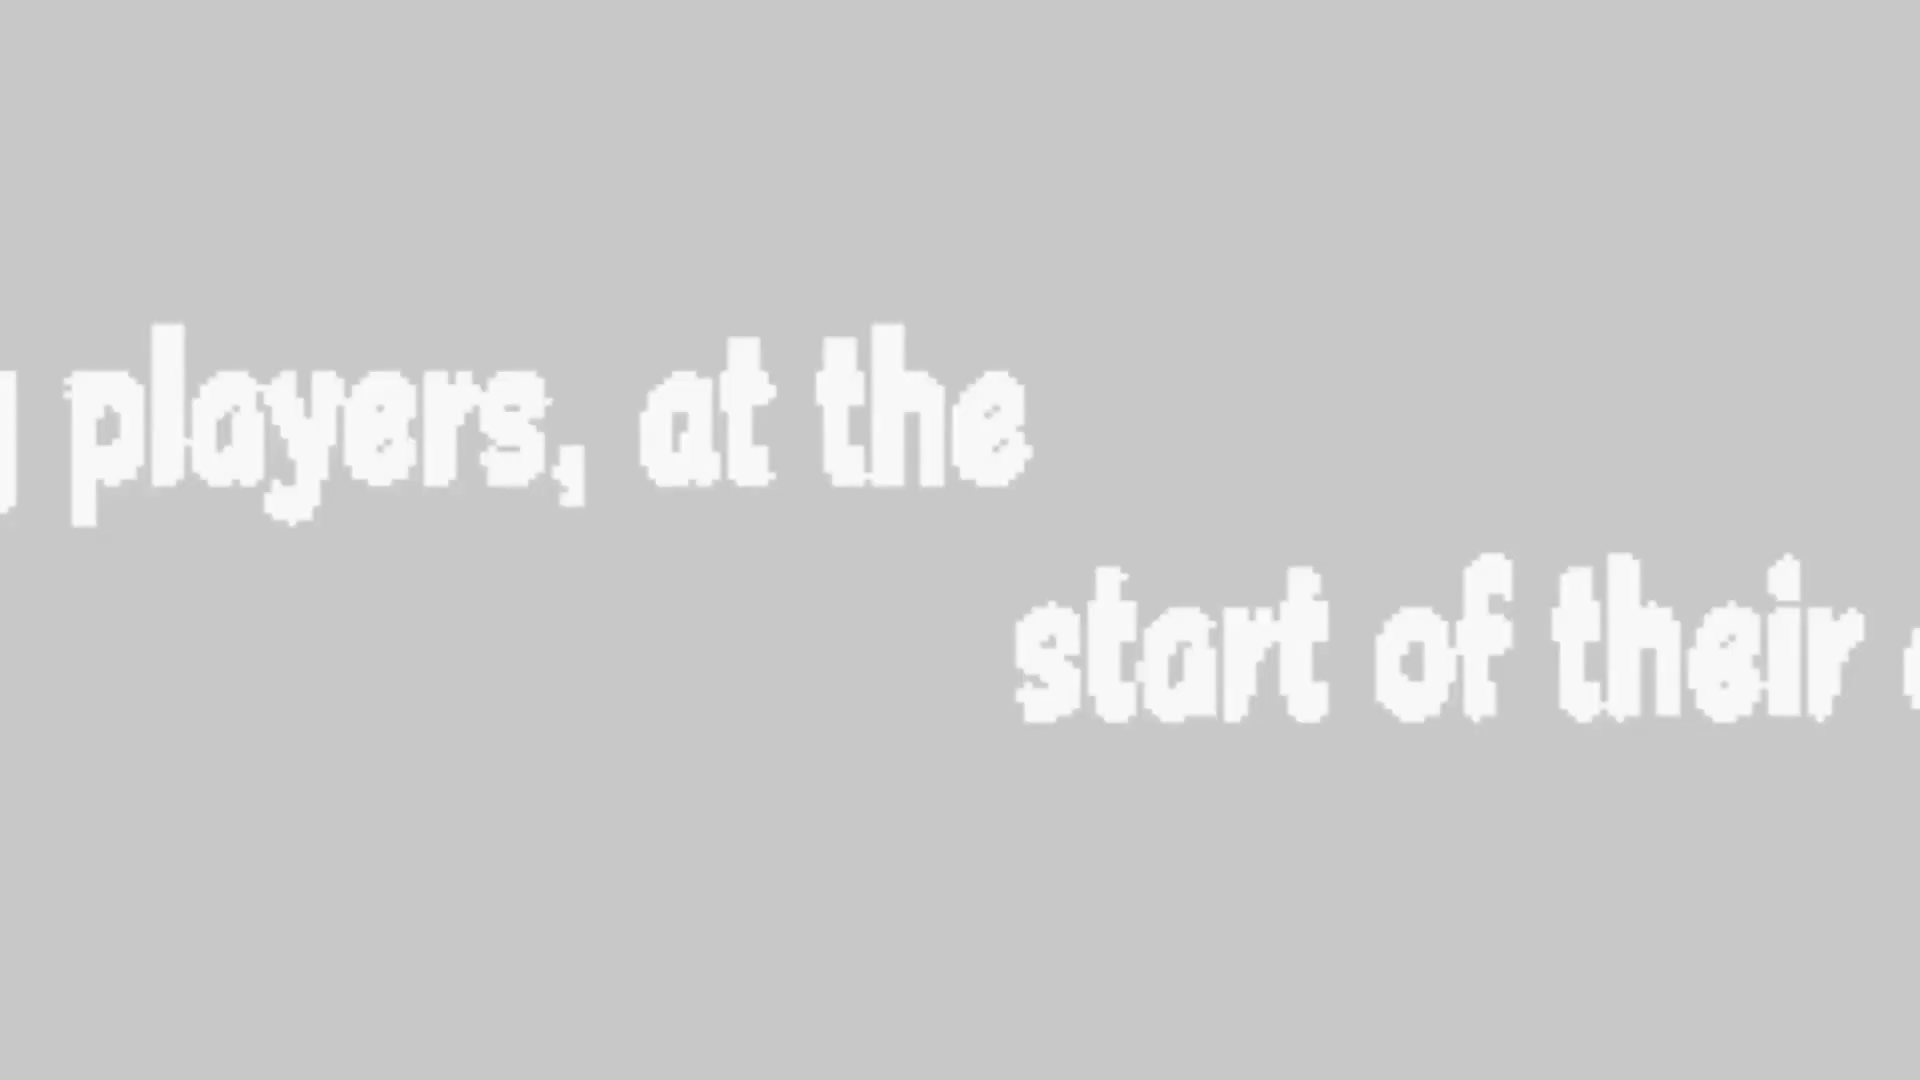 players, at the
start of their